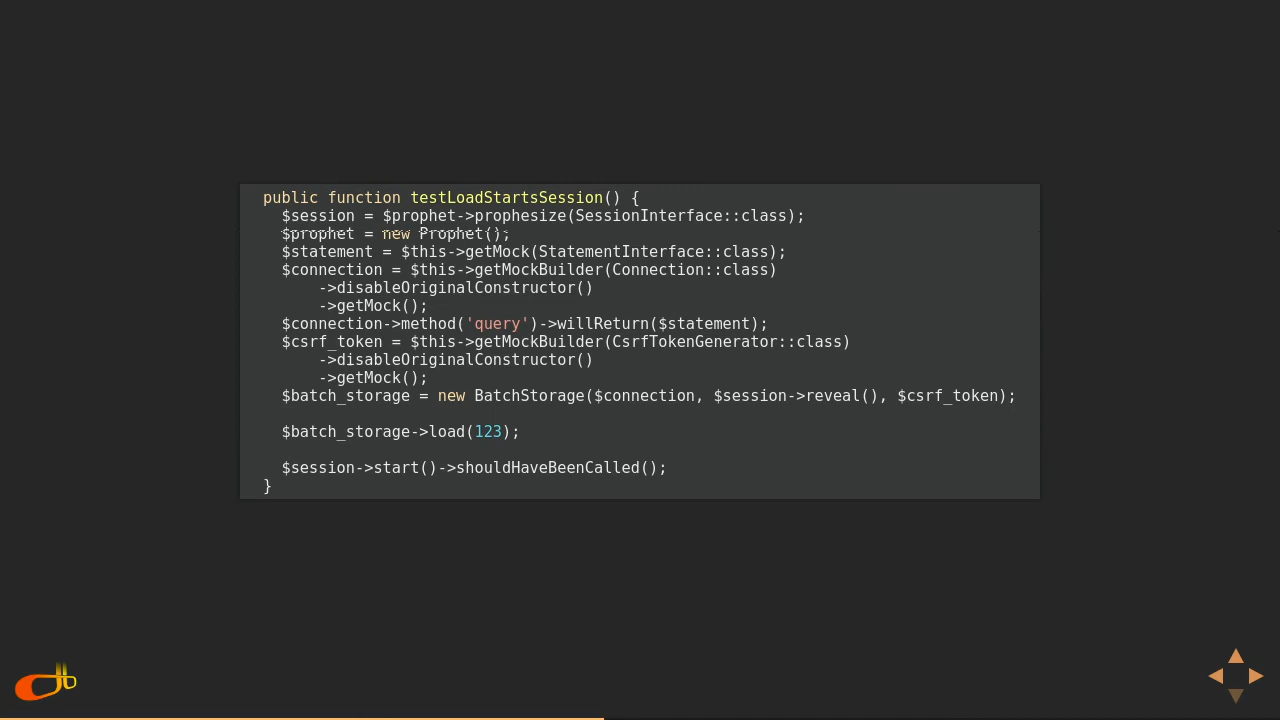 public function testLoadStartsSession() {
  $session = $prophet->prophesize(SessionInterface::class);
  $prophet = new Prophet();
  $statement = $this->getMock(StatementInterface::class);
  $connection = $this->getMockBuilder(Connection::class)
      ->disableOriginalConstructor()
      ->getMock();
  $connection->method('query')->willReturn($statement);
  $csrf_token = $this->getMockBuilder(CsrfTokenGenerator::class)
      ->disableOriginalConstructor()
      ->getMock();
  $batch_storage = new BatchStorage($connection, $session->reveal(), $csrf_token);

  $batch_storage->load(123);

  $session->start()->shouldHaveBeenCalled();
}